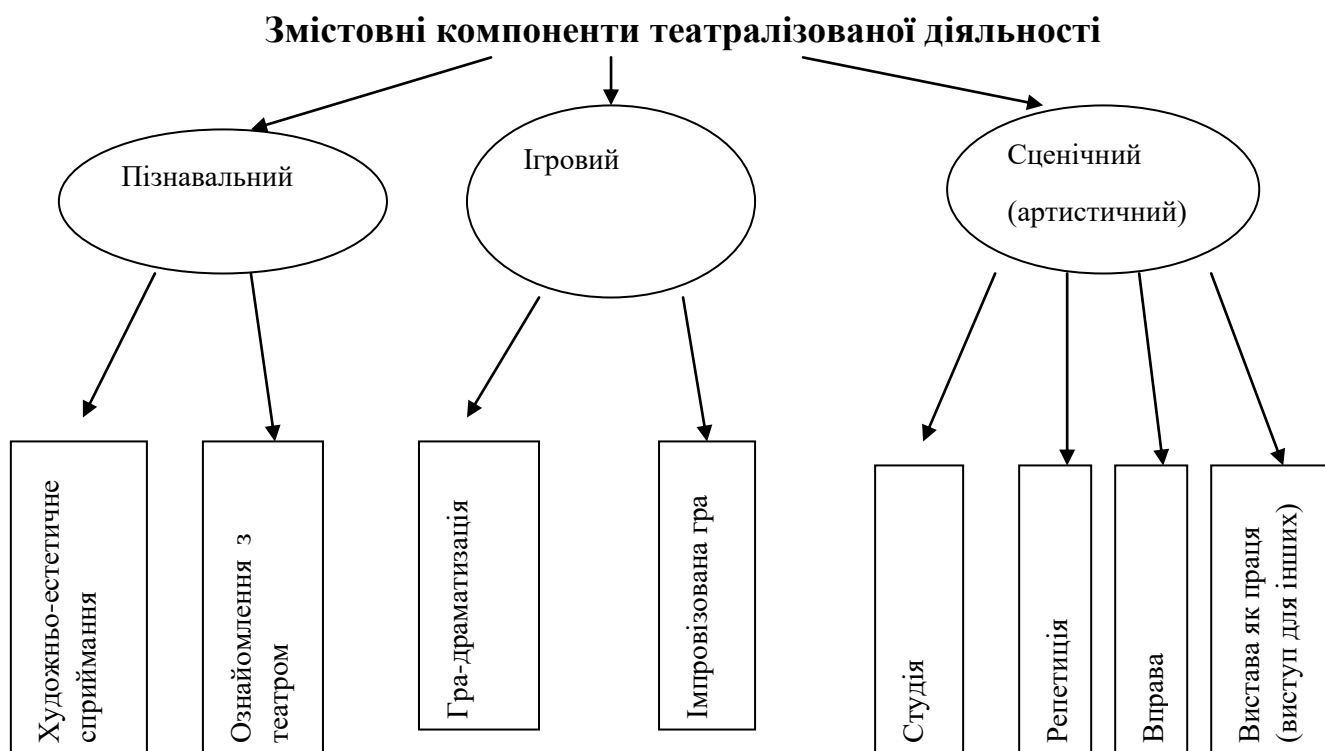 Змістовні компоненти театралізованої діяльності
Пізнавальний
Ігровий
Сценічний
(артистичний)
Художньо-естетичне
сприймання
Ознайомлення з
театром
Гра-драматизація
Імпровізована гра
Студія
Репетиція
Вправа
Вистава як праця
(виступ для інших)